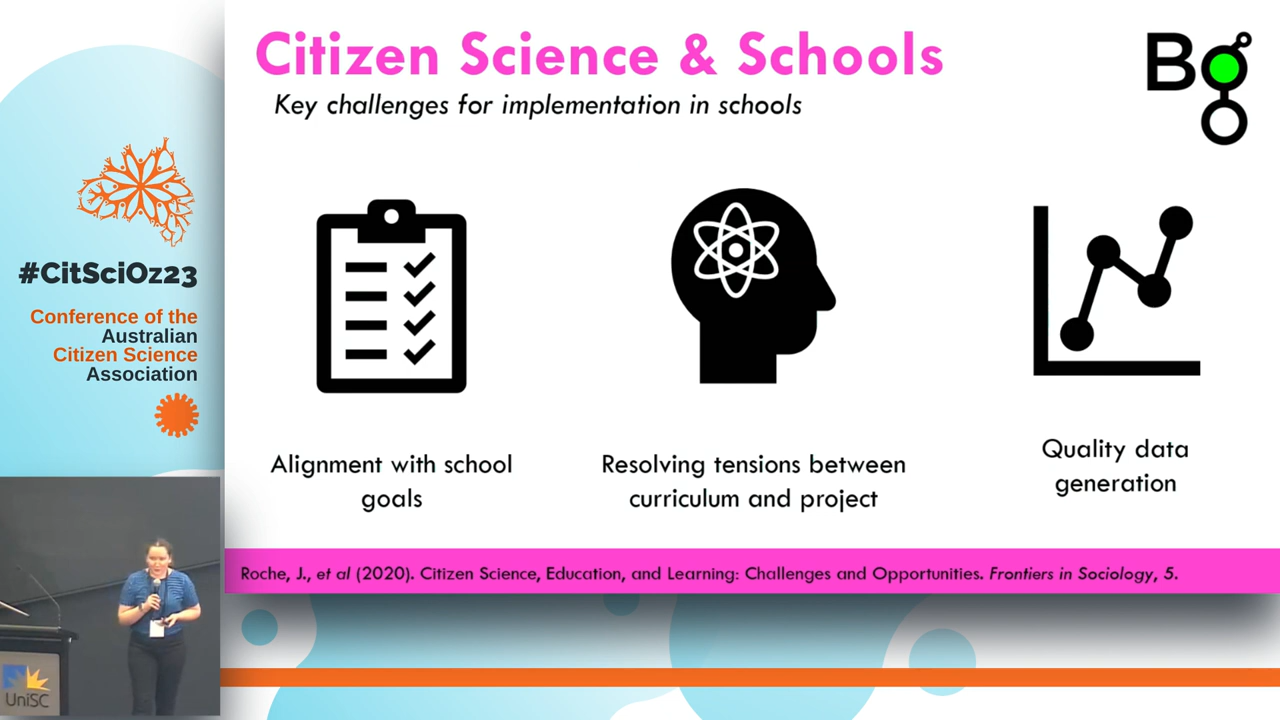 Citizen Science & Schools
Key challenges for implementation in schools
Bg
#CitSciOz23
Conference of the
Australian
Citizen Science
Association
Alignment with school
goals
Resolving tensions between
curriculum and project
Quality data
generation
Roche, J., et al (2020). Citizen Science, Education, and Learning: Challenges and Opportunities. Frontiers in Sociology, 5.
UniSC